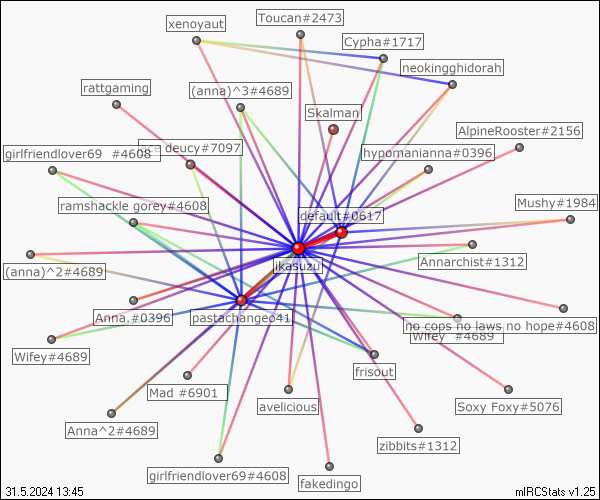 Toucan#2473
xenoyaut
Cypha#1717
neokingghidorah
rattgaming
(anna)^3#4689
Skalman
AlpineRooster#2156
deucy#7097
girlfriendlover69 #4608
hypomanianna#0396
ramshackle gorey#4608
Mushy#1984
default#0617
Annarchist#1312
ikasuzu
(anna)^2#4689
Anna.#0396
pastachange041
no cops no laws no hope#4608
Wifey #4689
Wifey#4689
frisout
Mad #6901
avelicious
Soxy Foxy#5076
Anna^2#4689
zibbits#1312
girlfriendlover69#4608
fakedingo
31.5.2024 13:45
mIRCStats v1.25